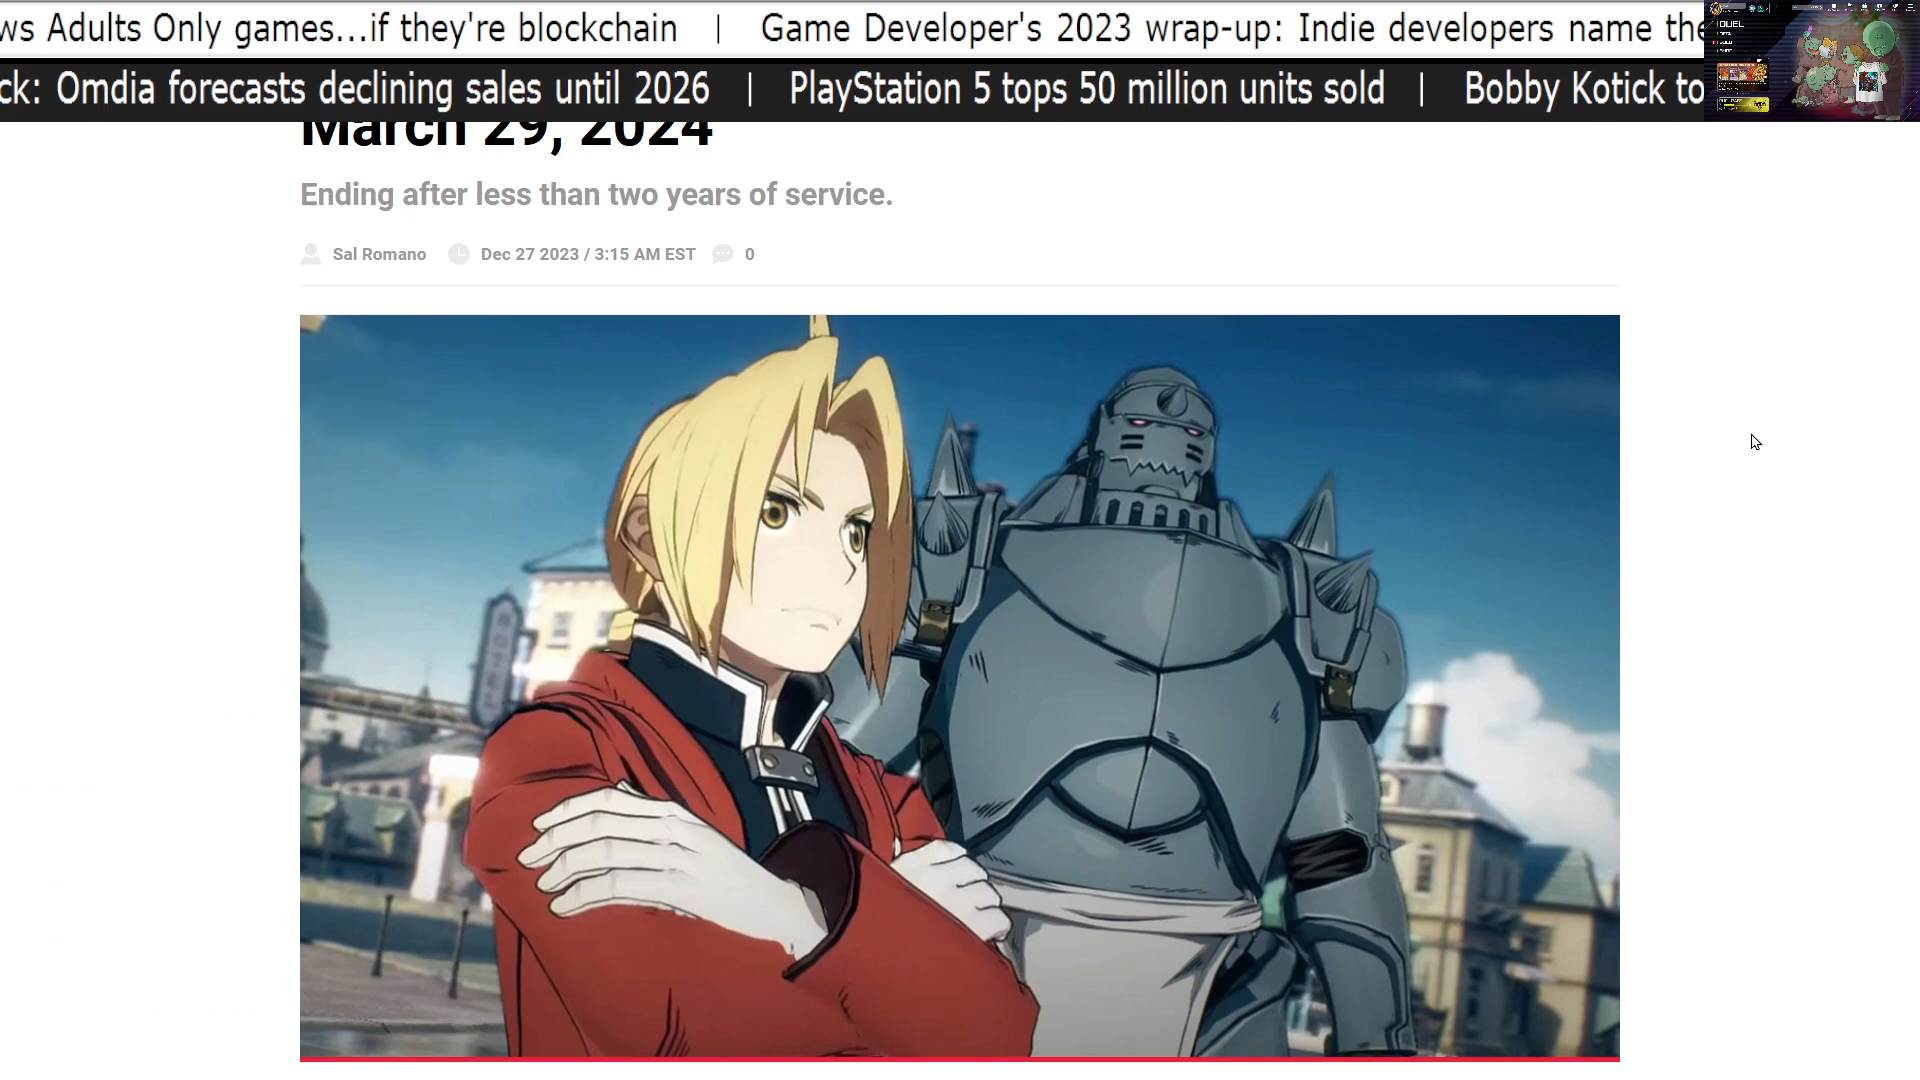 ws Adults Only games...if they're blockchain | Game Developer's 2023 wrap-up: Indie developers name the
ck: Omdia forecasts declining sales until 2026 | PlayStation 5 tops 50 million units sold | Bobby Kotick to
DUEL
March 29, 2024
Ending after less than two years of service.
Sal Romano Dec 27 2023 / 3:15 AM EST 0
HOTEL